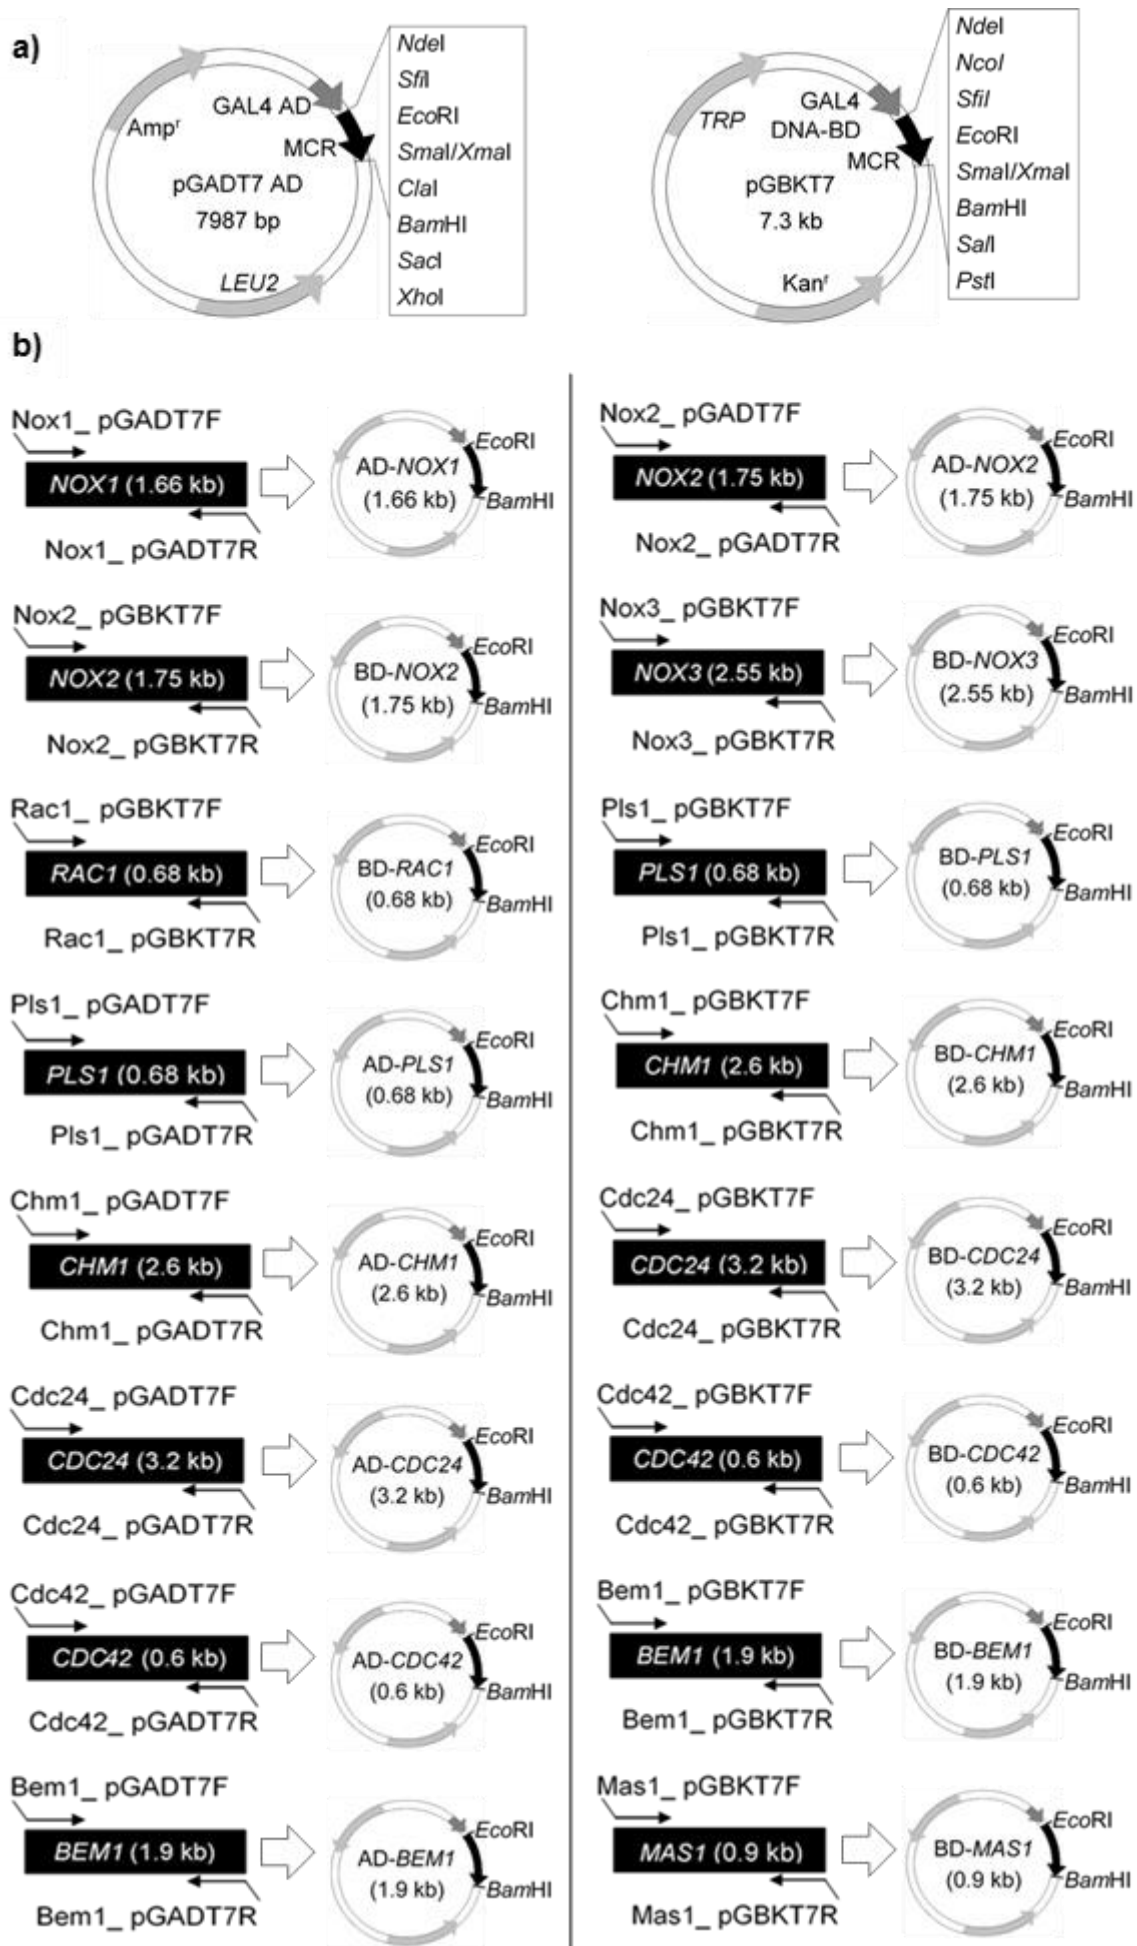 a)
Amp^r
GAL4 AD
MCR
pGADT7 AD
7987 bp
LEU2
NdeI
SfiI
EcoRI
SmaI/XmaI
ClaI
BamHI
SacI
XhoI
TRP
GAL4
DNA-BD
MCR
pGBKT7
7.3 kb
Kan^r
NdeI
NcoI
SfiI
EcoRI
SmaI/XmaI
BamHI
SalI
PstI
b)
Nox1_ pGADT7F
NOX1 (1.66 kb)
Nox1_ pGADT7R
AD-NOX1
(1.66 kb)
EcoRI
BamHI
Nox2_ pGADT7F
NOX2 (1.75 kb)
Nox2_ pGADT7R
AD-NOX2
(1.75 kb)
EcoRI
BamHI
Nox2_ pGBKT7F
NOX2 (1.75 kb)
Nox2_ pGBKT7R
BD-NOX2
(1.75 kb)
EcoRI
BamHI
Nox3_ pGBKT7F
NOX3 (2.55 kb)
Nox3_ pGBKT7R
BD-NOX3
(2.55 kb)
EcoRI
BamHI
Rac1_ pGBKT7F
RAC1 (0.68 kb)
Rac1_ pGBKT7R
BD-RAC1
(0.68 kb)
EcoRI
BamHI
Pls1_ pGBKT7F
PLS1 (0.68 kb)
Pls1_ pGBKT7R
BD-PLS1
(0.68 kb)
EcoRI
BamHI
Pls1_ pGADT7F
PLS1 (0.68 kb)
Pls1_ pGADT7R
AD-PLS1
(0.68 kb)
EcoRI
BamHI
Chm1_ pGBKT7F
CHM1 (2.6 kb)
Chm1_ pGBKT7R
BD-CHM1
(2.6 kb)
EcoRI
BamHI
Chm1_ pGADT7F
CHM1 (2.6 kb)
Chm1_ pGADT7R
AD-CHM1
(2.6 kb)
EcoRI
BamHI
Cdc24_ pGBKT7F
CDC24 (3.2 kb)
Cdc24_ pGBKT7R
BD-CDC24
(3.2 kb)
EcoRI
BamHI
Cdc24_ pGADT7F
CDC24 (3.2 kb)
Cdc24_ pGADT7R
AD-CDC24
(3.2 kb)
EcoRI
BamHI
Cdc42_ pGBKT7F
CDC42 (0.6 kb)
Cdc42_ pGBKT7R
BD-CDC42
(0.6 kb)
EcoRI
BamHI
Cdc42_ pGADT7F
CDC42 (0.6 kb)
Cdc42_ pGADT7R
AD-CDC42
(0.6 kb)
EcoRI
BamHI
Bem1_ pGBKT7F
BEM1 (1.9 kb)
Bem1_ pGBKT7R
BD-BEM1
(1.9 kb)
EcoRI
BamHI
Bem1_ pGADT7F
BEM1 (1.9 kb)
Bem1_ pGADT7R
AD-BEM1
(1.9 kb)
EcoRI
BamHI
Mas1_ pGBKT7F
MAS1 (0.9 kb)
Mas1_ pGBKT7R
BD-MAS1
(0.9 kb)
EcoRI
BamHI